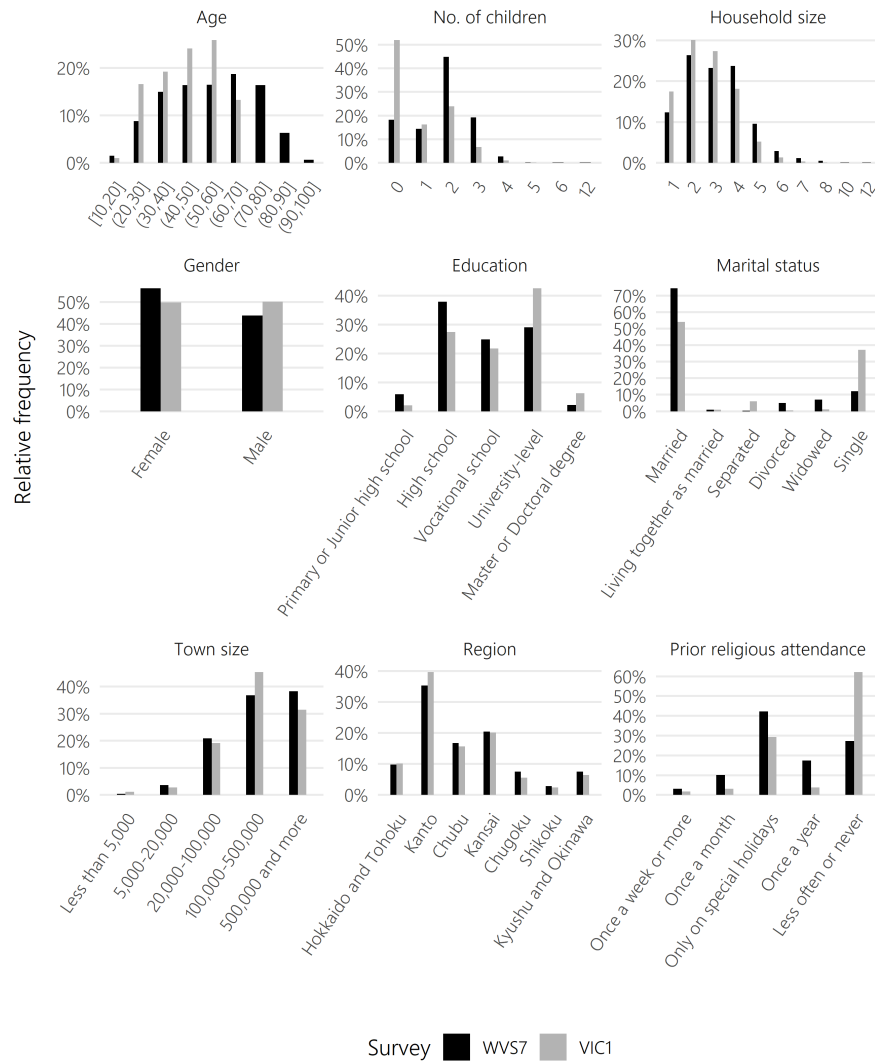 Age
No. of children
Household size
20%
10%
0%
50%
40%
30%
20%
10%
0%
30%
20%
10%
0%
[10,20]
(20,30]
(30,40]
(40,50]
(50,60]
(60,70]
(70,80]
(80,90]
(90,100]
0
1
2
3
4
5
6
12
1
2
3
4
5
6
7
8
10
12
Relative frequency
Gender
Education
Marital status
50%
40%
30%
20%
10%
0%
40%
30%
20%
10%
0%
70%
60%
50%
40%
30%
20%
10%
0%
Female
Male
Primary or Junior high school
High school
Vocational school
University-level
Master or Doctoral degree
Married
Living together as married
Separated
Divorced
Widowed
Single
Town size
Region
Prior religious attendance
40%
30%
20%
10%
0%
40%
30%
20%
10%
0%
60%
50%
40%
30%
20%
10%
0%
Less than 5,000
5,000-20,000
20,000-100,000
100,000-500,000
500,000 and more
Hokkaido and Tohoku
Kanto
Chubu
Kansai
Chugoku
Shikoku
Kyushu and Okinawa
Once a week or more
Once a month
Only on special holidays
Once a year
Less often or never
Survey WVS7 VIC1